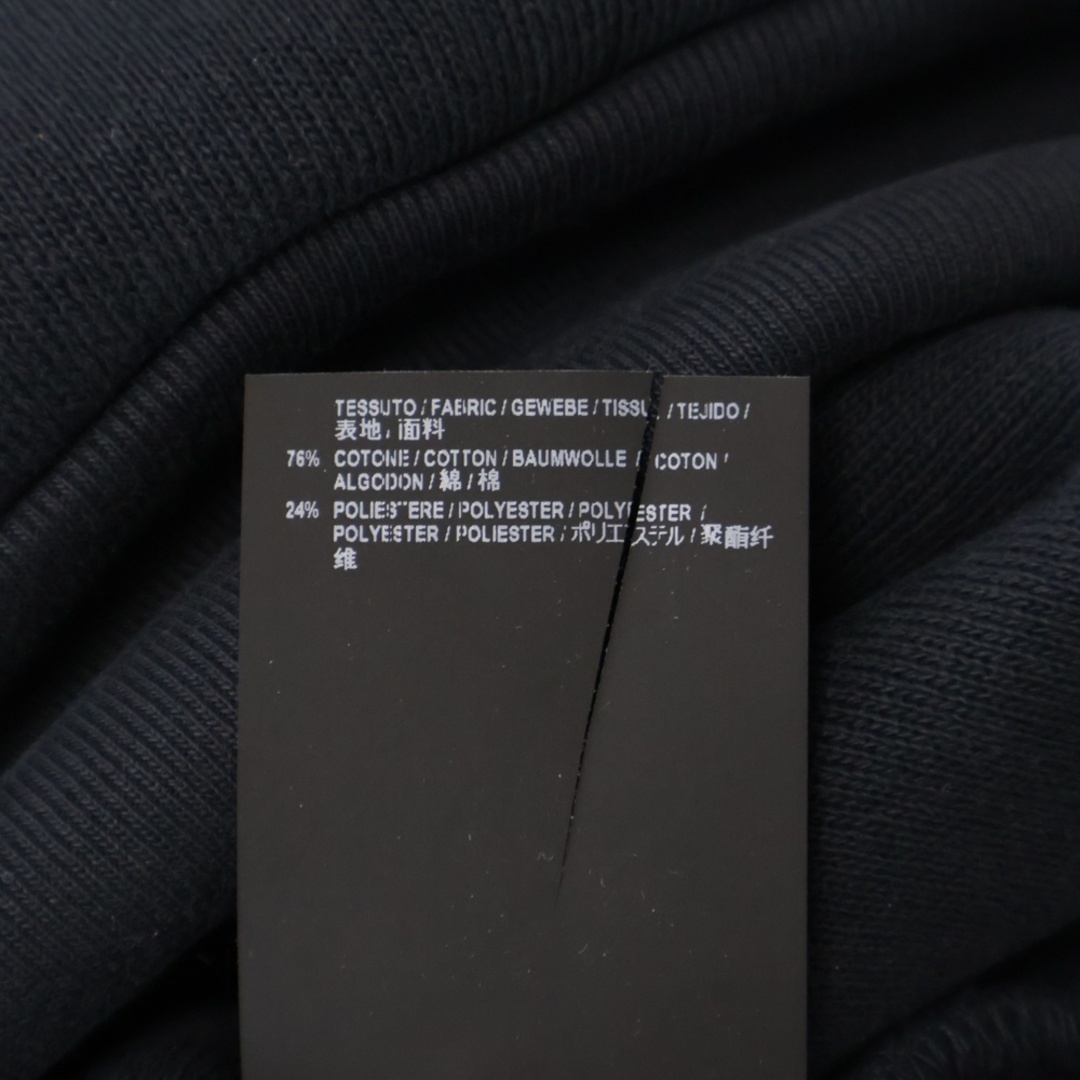 TESSUTO / FABRIC / GEWEBE / TISSU / TEJIDO /
表地 / 面料
76% COTONE / COTTON / BAUMWOLLE / COTON /
ALGODON / 綿 / 棉
24% POLIESTERE / POLYESTER / POLYESTER /
POLYESTER / POLIESTER / ポリエステル / 聚酯纤
维